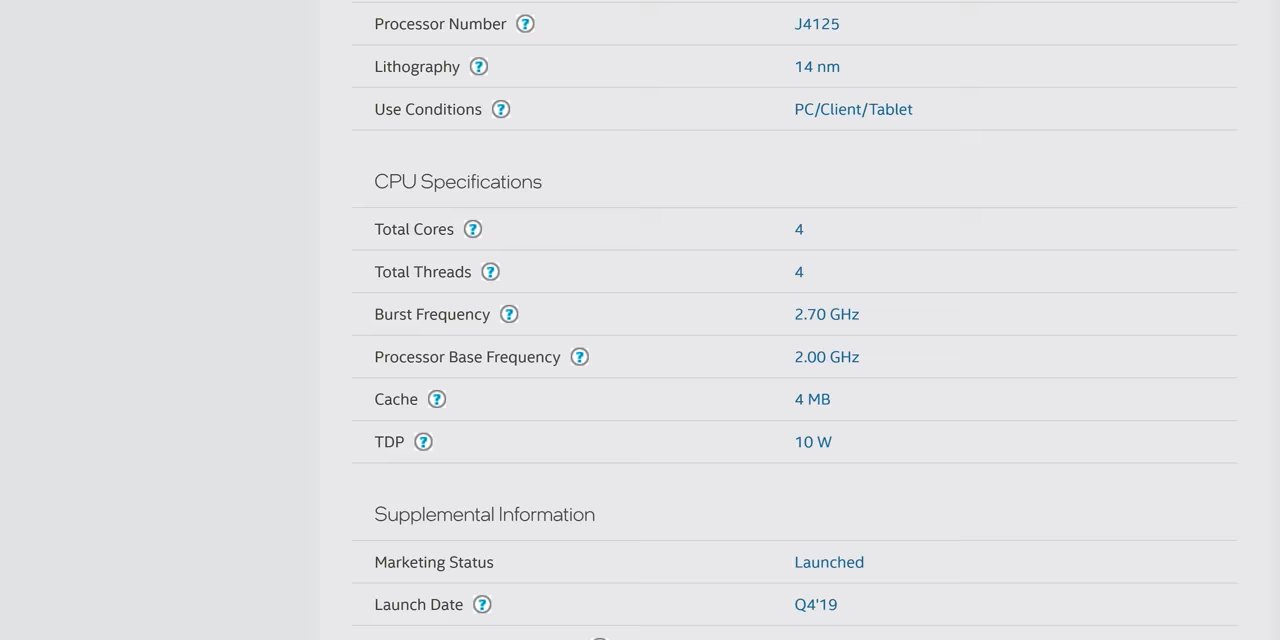 Processor Number ? J4125
Lithography ? 14 nm
Use Conditions ? PC/Client/Tablet
CPU Specifications
Total Cores ? 4
Total Threads ? 4
Burst Frequency ? 2.70 GHz
Processor Base Frequency ? 2.00 GHz
Cache ? 4 MB
TDP ? 10 W
Supplemental Information
Marketing Status Launched
Launch Date ? Q4'19